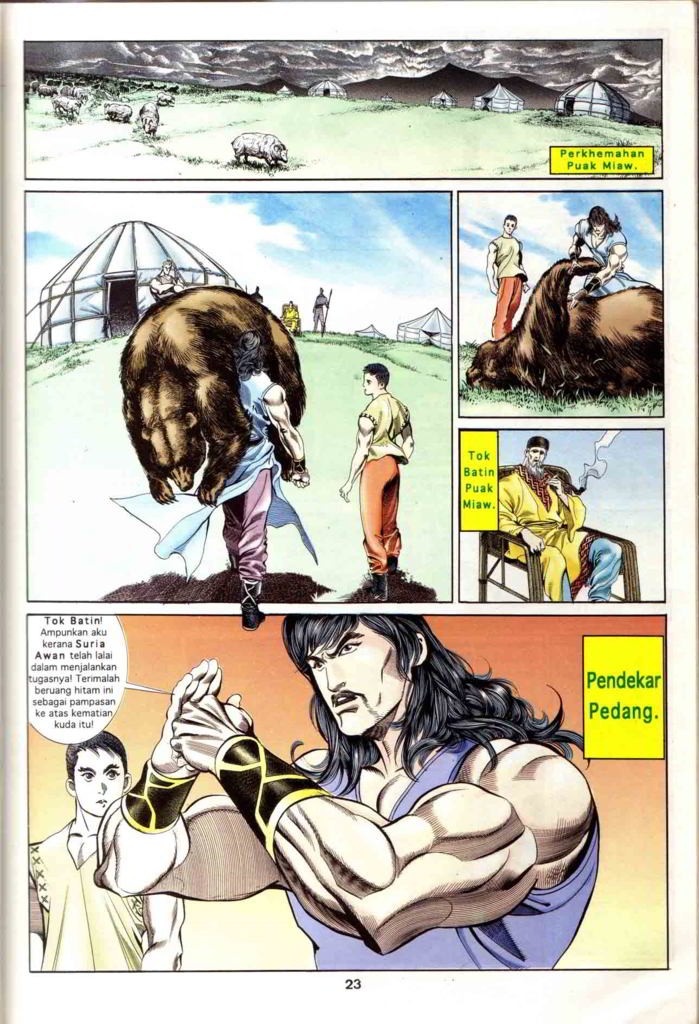 Perkhemahan
Puak Miaw.
Tok
Batin
Puak
Miaw.
Tok Batin!
Ampunkan aku
kerana Suria
Awan telah lalai
dalam menjalankan
tugasnya! Terimalah
beruang hitam ini
sebagai pampasan
ke atas kematian
kuda itu!
Pendekar
Pedang.
23